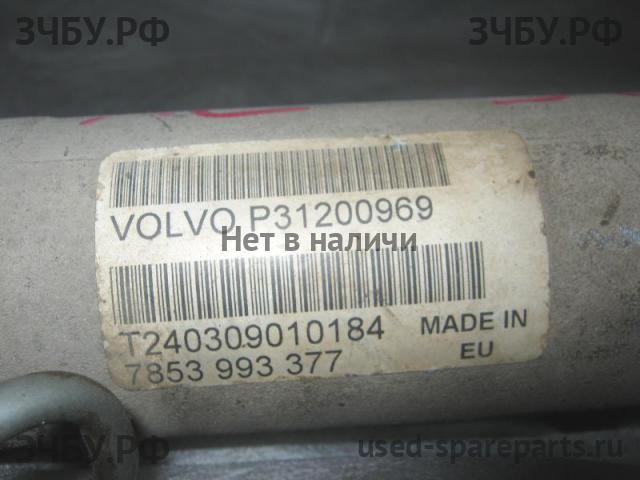 ЗЧБУ.РФ ЗЧБУ.РФ
VOLVO P31200969
Нет в наличи
T240309010184 MADE IN
7853 993 377 EU
ЗЧБУ.РФ used-spareparts.ru